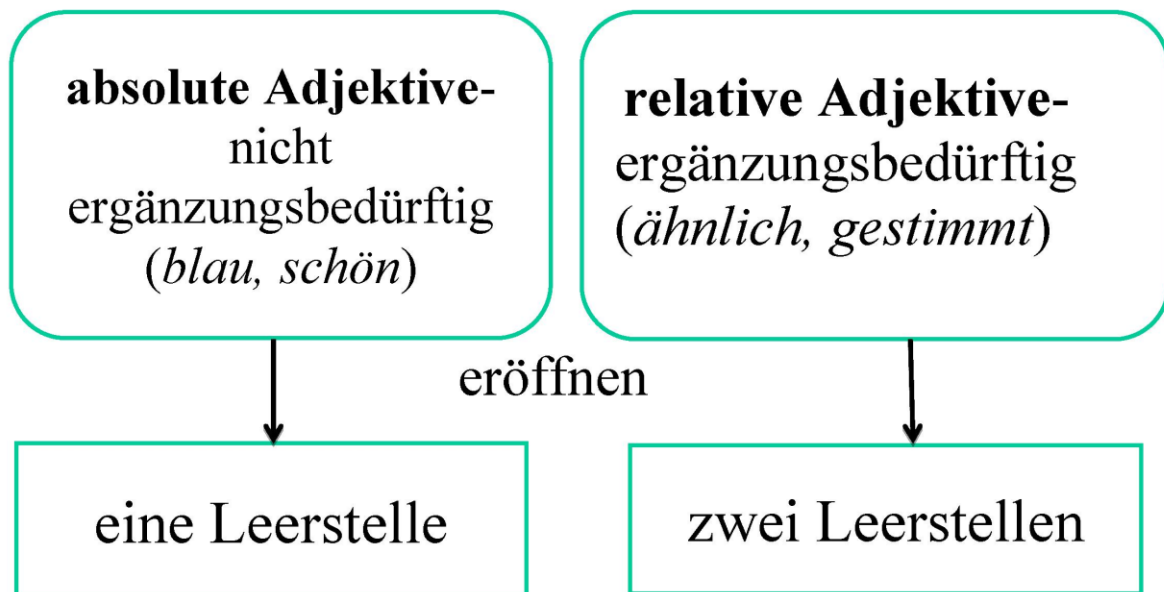 absolute Adjektive-
nicht
ergänzungsbedürftig
(blau, schön)
relative Adjektive-
ergänzungsbedürftig
(ähnlich, gestimmt)
eröffnen
eine Leerstelle
zwei Leerstellen